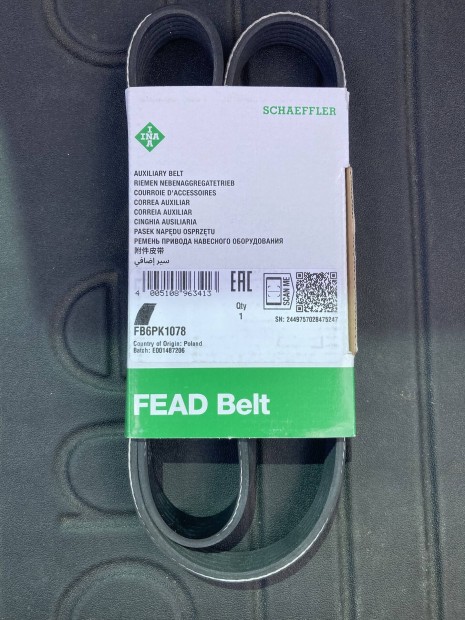 SCHAEFFLER
INA
INA
AUXILIARY BELT
RIEMEN NEBENAGGREGATETRIEB
COURROIE D'ACCESSOIRES
CORREA AUXILIAR
CORREIA AUXILIAR
CINGHIA AUSILIARIA
PASEK NAPĘDU OSPRZĘTU
РЕМЕНЬ ПРИВОДА НАВЕСНОГО ОБОРУДОВАНИЯ
附件皮带
سير إضافي
4 005108 963413
EAC
Qty
1
SCAN ME
SN: 2449757028475247
FB6PK1078
Country of Origin: Poland
Batch: ED01487206
FEAD Belt